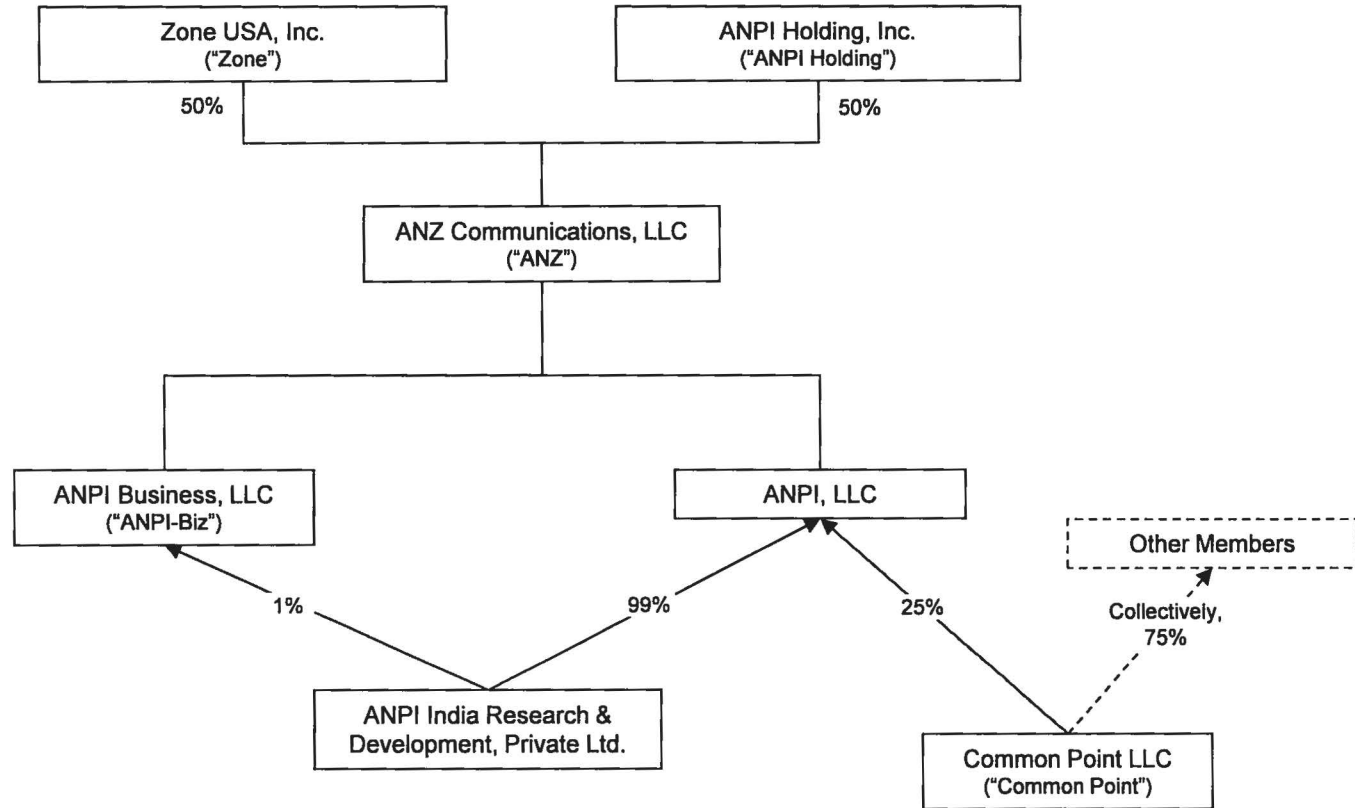 Zone USA, Inc.
(“Zone”)
ANPI Holding, Inc.
(“ANPI Holding”)
50%
50%
ANZ Communications, LLC
(“ANZ”)
ANPI Business, LLC
(“ANPI-Biz”)
ANPI, LLC
Other Members
1%
99%
25%
Collectively,
75%
ANPI India Research &
Development, Private Ltd.
Common Point LLC
(“Common Point”)